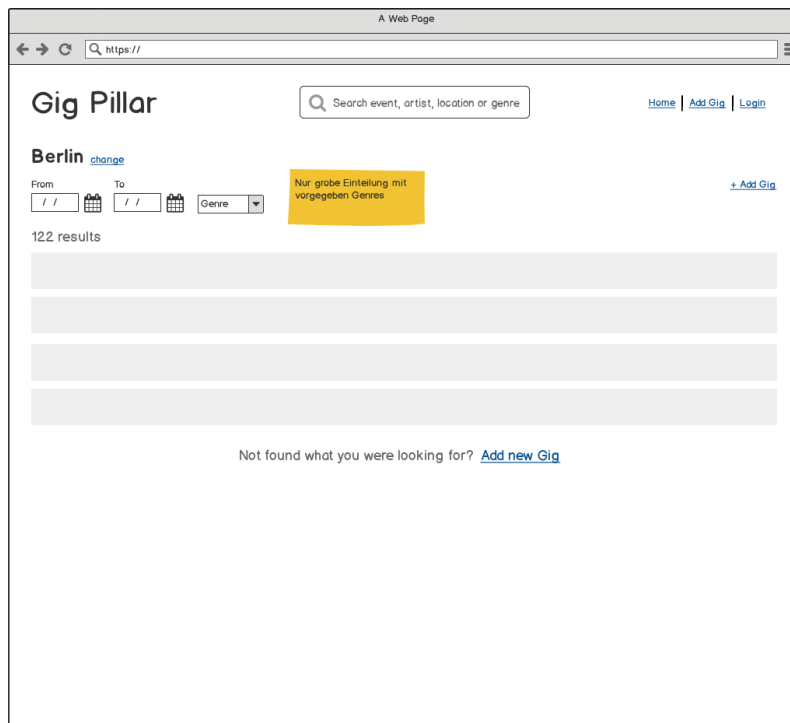 A Web Page
https://
Gig Pillar
Search event, artist, location or genre
Home
Add Gig
Login
Berlin change
From
To
/ /
/ /
Genre
Nur grobe Einteilung mit
vorgegeben Genres
+ Add Gig
122 results
Not found what you were looking for? Add new Gig